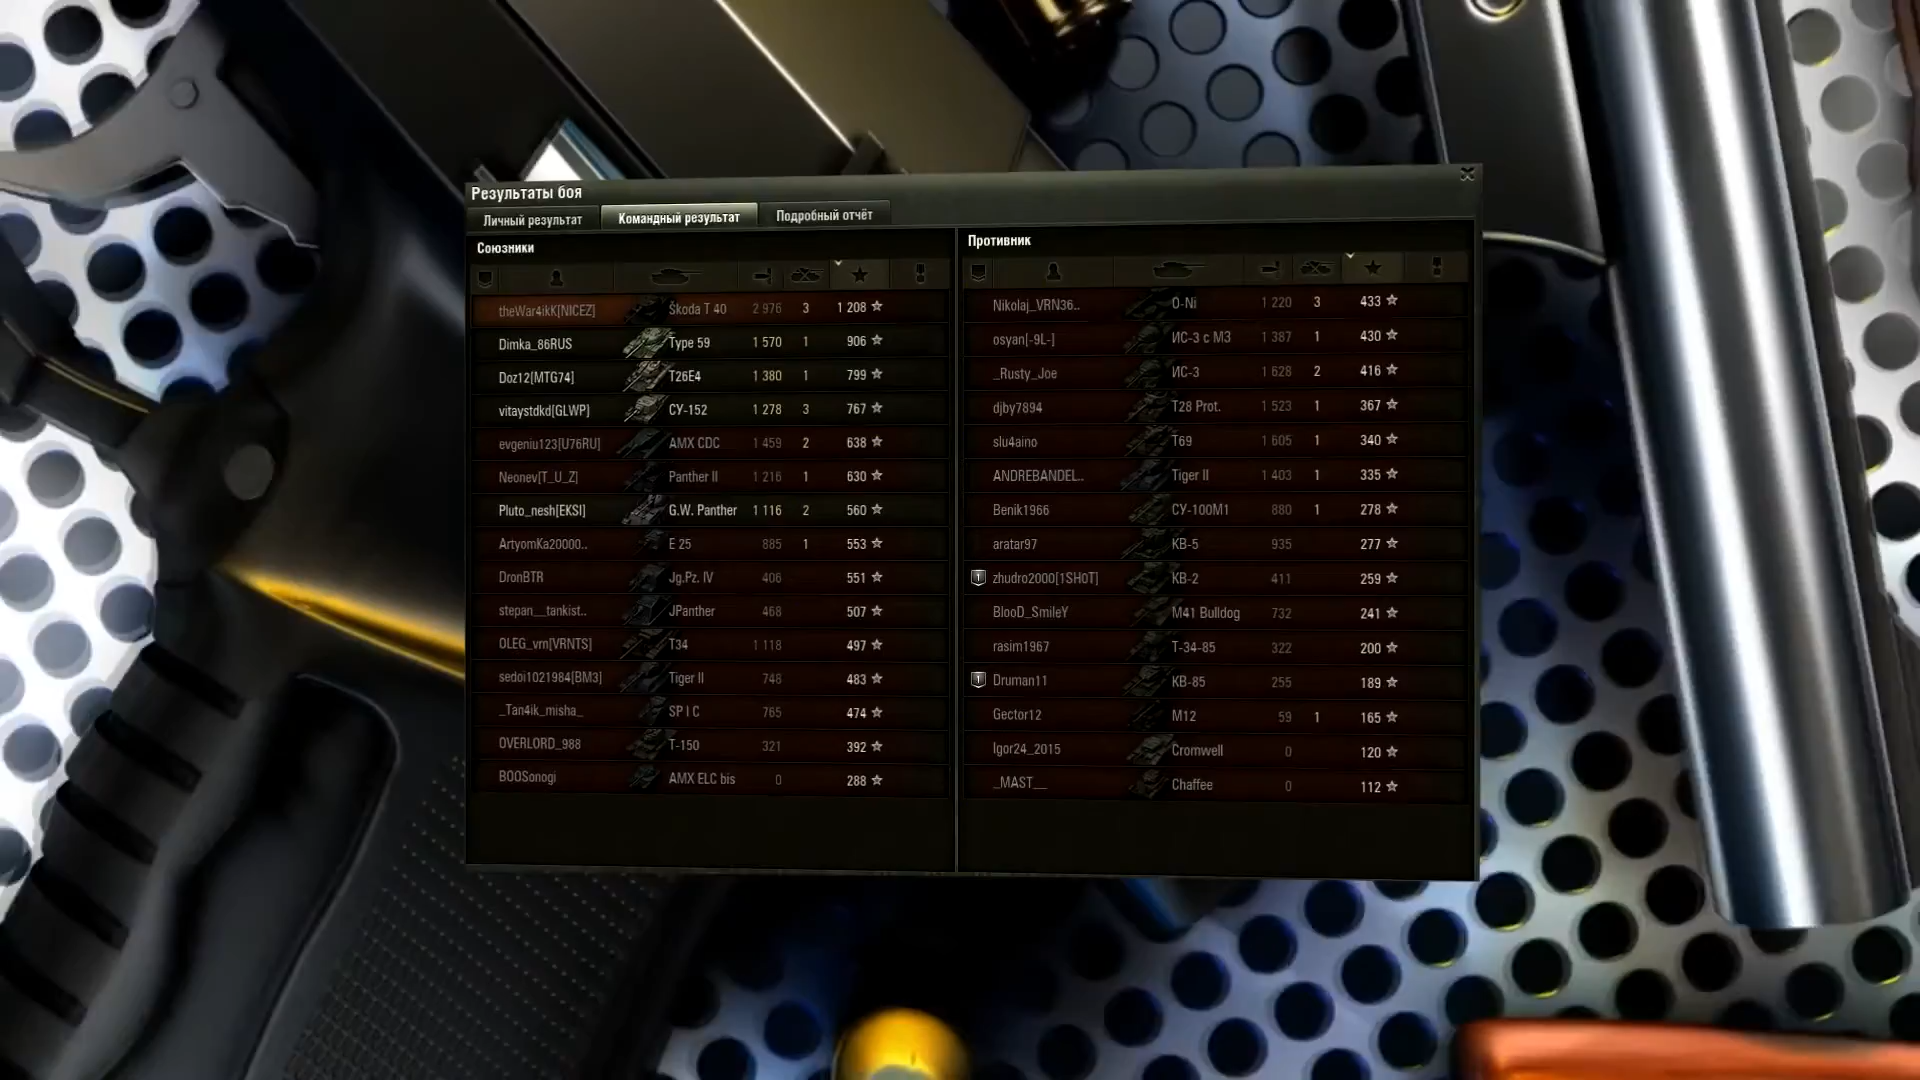 Результаты боя
Личный результат Командный результат Подробный отчёт
Союзники
theWar4ikK[NICEZ] Škoda T 40 2 976 3 1 208
Dimka_86RUS Type 59 1 570 1 906
Doz12[MTG74] T26E4 1 380 1 799
vitaystdkd[GLWP] СУ-152 1 278 3 767
evgeniu123[U76RU] AMX CDC 1 459 2 638
Neonev[T_U_Z] Panther II 1 216 1 630
Pluto_nesh[EKSI] G.W. Panther 1 116 2 560
ArtyomKa20000.. E 25 885 1 553
DronBTR Jg.Pz. IV 406 551
stepan__tankist.. JPanther 468 507
OLEG_vrn[VRNTS] T34 1 118 497
sedoi1021984[BM3] Tiger II 748 483
_Tan4ik_misha_ SP I C 765 474
OVERLORD_988 Т-150 321 392
BOOSonogi AMX ELC bis 0 288
Противник
Nikolaj_VRN36.. O-Ni 1 220 3 433
osyan[-9L-] ИС-3 с МЗ 1 387 1 430
_Rusty_Joe ИС-3 1 628 2 416
djby7894 T28 Prot. 1 523 1 367
slu4aino T69 1 605 1 340
ANDREBANDEL.. Tiger II 1 403 1 335
Benik1966 СУ-100М1 880 1 278
aratar97 КВ-5 935 277
zhudro2000[1SHOT] КВ-2 411 259
BlooD_SmileY M41 Bulldog 732 241
rasim1967 Т-34-85 322 200
Druman11 КВ-85 255 189
Gector12 M12 59 1 165
Igor24_2015 Cromwell 0 120
_MAST__ Chaffee 0 112